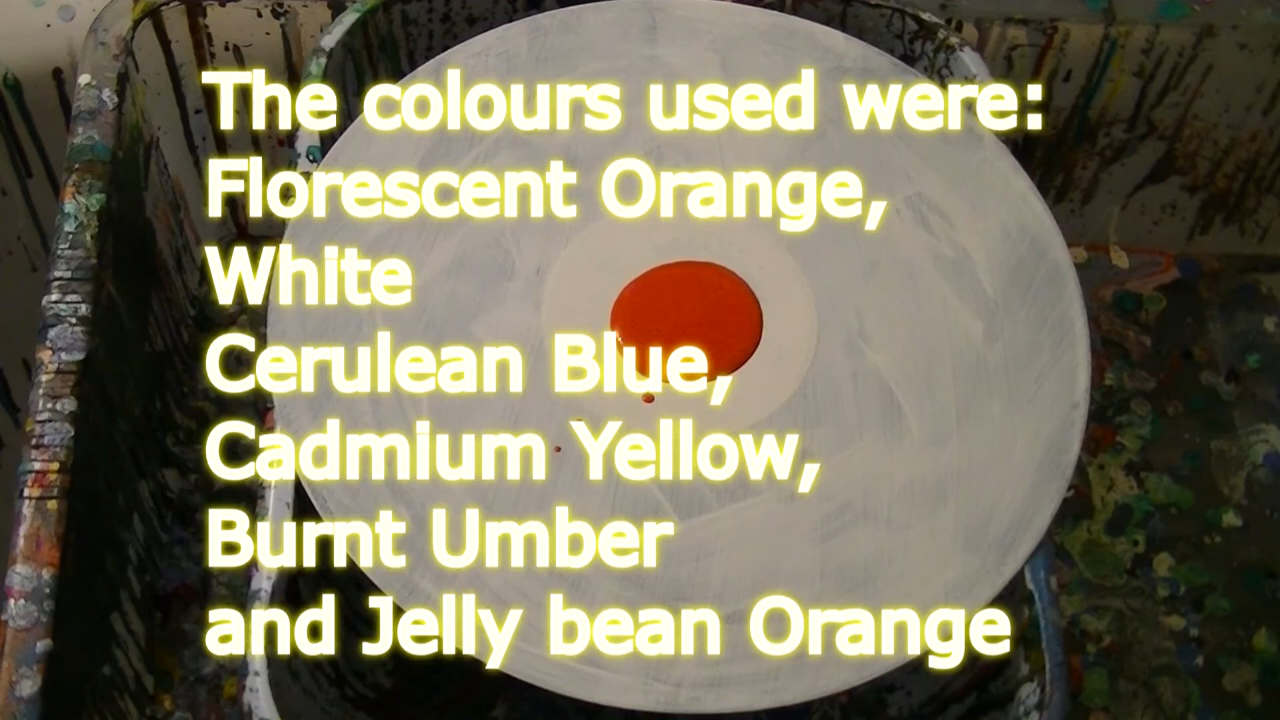 The colours used were:
Florescent Orange,
White
Cerulean Blue,
Cadmium Yellow,
Burnt Umber
and Jelly bean Orange